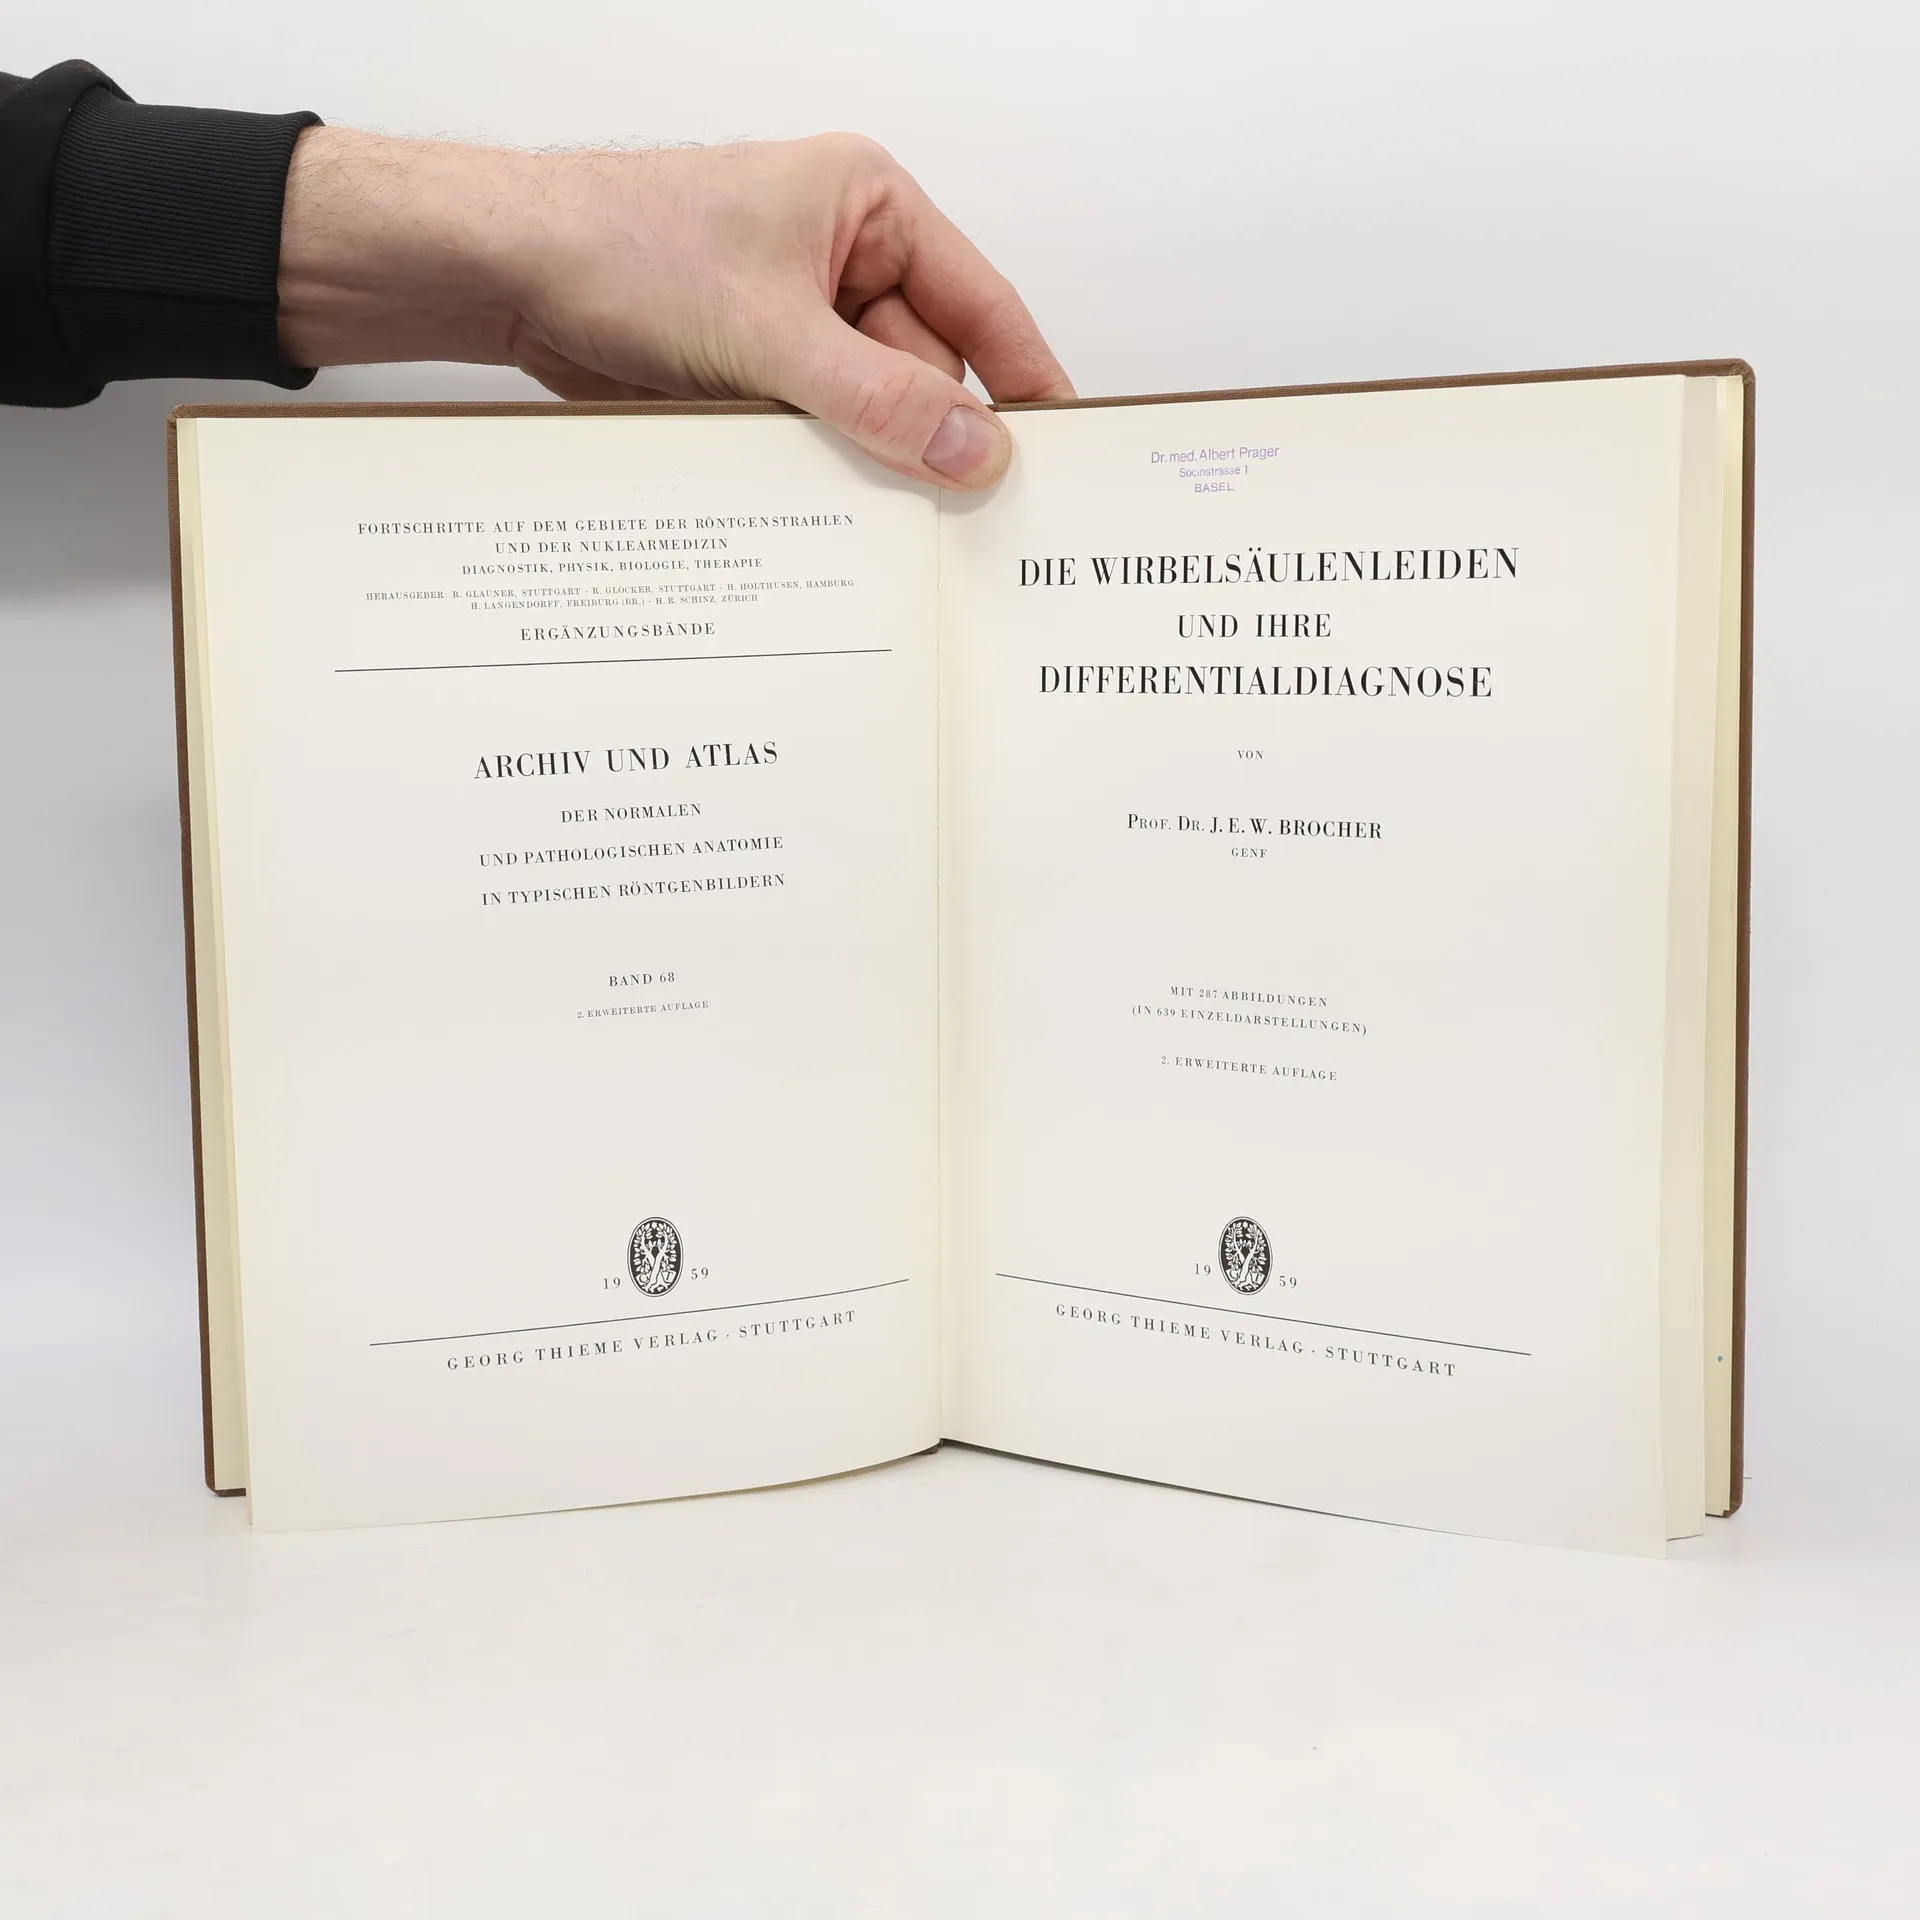 FORTSCHRITTE AUF DEM GEBIETE DER RÖNTGENSTRAHLEN
UND DER NUKLEARMEDIZIN
DIAGNOSTIK, PHYSIK, BIOLOGIE, THERAPIE
HERAUSGEBER: R. GLAUNER, STUTTGART · R. GLOCKER, STUTTGART · H. HOLTHUSEN, HAMBURG
H. LANGENDORFF, FREIBURG (BR.) · H. R. SCHINZ, ZÜRICH
ERGÄNZUNGSBÄNDE
ARCHIV UND ATLAS
DER NORMALEN
UND PATHOLOGISCHEN ANATOMIE
IN TYPISCHEN RÖNTGENBILDERN
BAND 68
2. ERWEITERTE AUFLAGE
19 59
GEORG THIEME VERLAG · STUTTGART
Dr. med. Albert Prager
Socinstrasse 1
BASEL
DIE WIRBELSÄULENLEIDEN
UND IHRE
DIFFERENTIALDIAGNOSE
VON
PROF. DR. J. E. W. BROCHER
GENF
MIT 287 ABBILDUNGEN
(IN 639 EINZELDARSTELLUNGEN)
2. ERWEITERTE AUFLAGE
19 59
GEORG THIEME VERLAG · STUTTGART